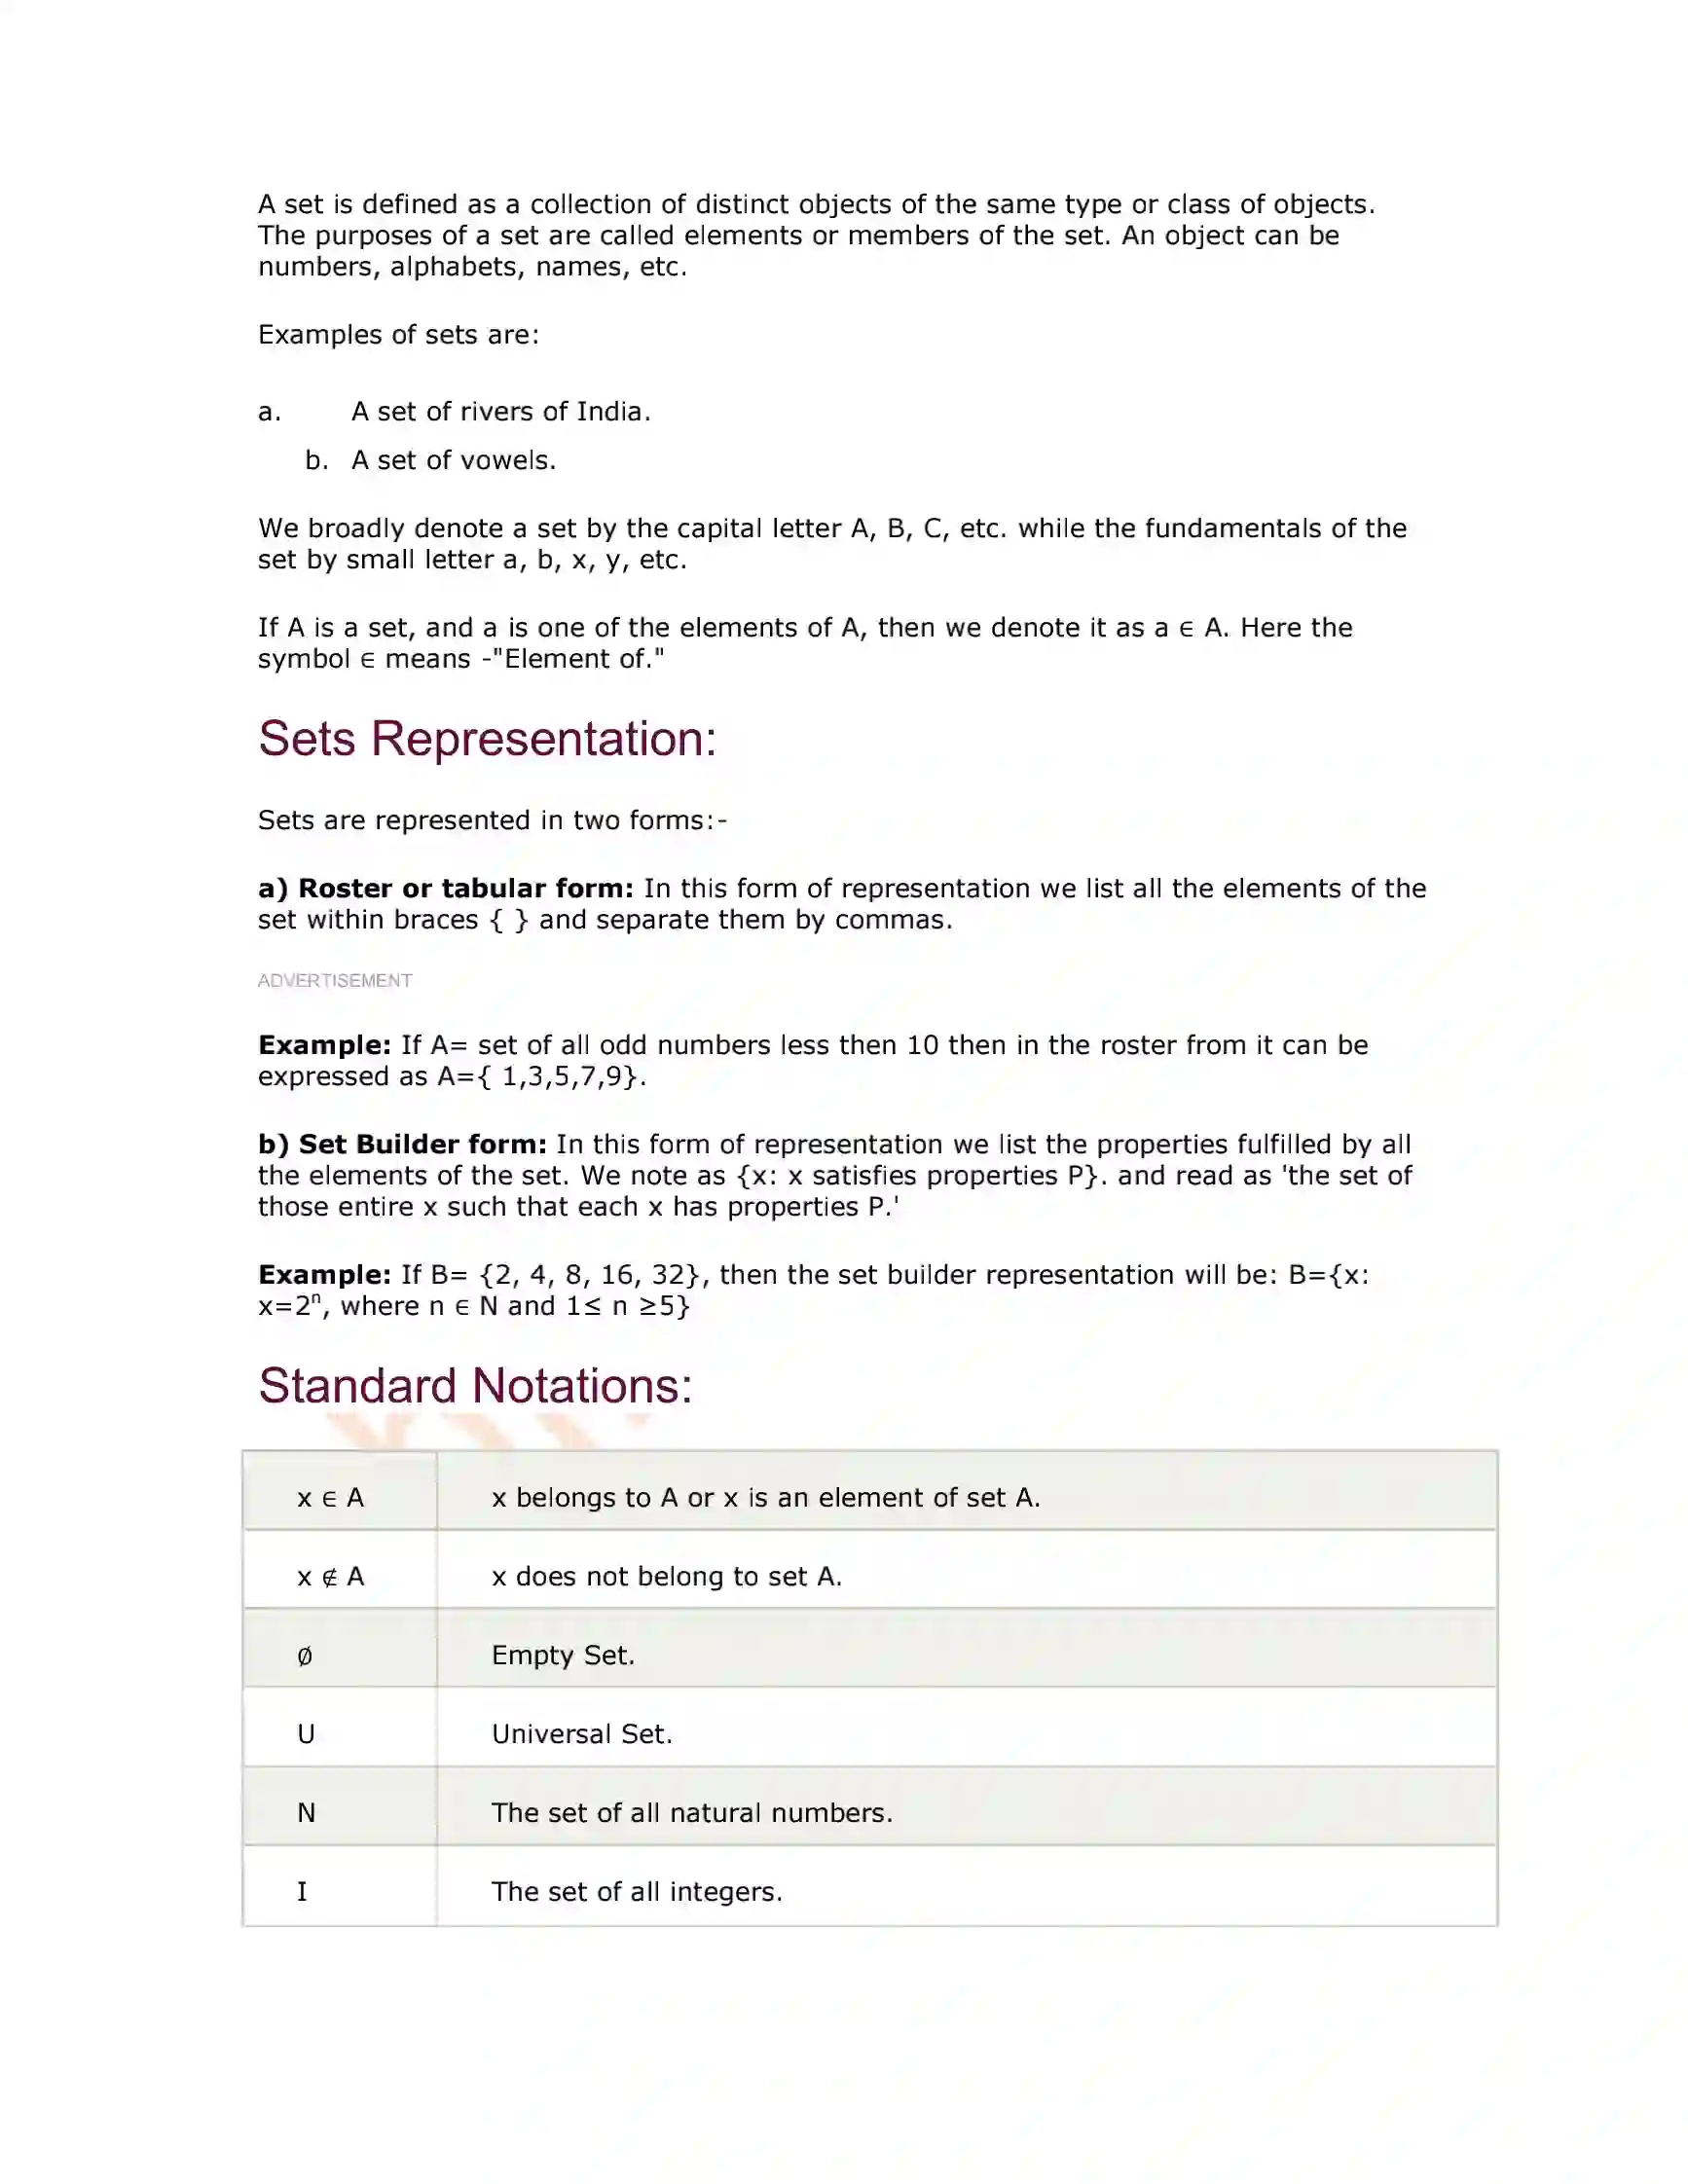 A set is defined as a collection of distinct objects of the same type or class of objects.
The purposes of a set are called elements or members of the set. An object can be
numbers, alphabets, names, etc.
Examples of sets are:
a. A set of rivers of India.
b. A set of vowels.
We broadly denote a set by the capital letter A, B, C, etc. while the fundamentals of the
set by small letter a, b, x, y, etc.
If A is a set, and a is one of the elements of A, then we denote it as a ∈ A. Here the
symbol ∈ means -"Element of."
Sets Representation:
Sets are represented in two forms:-
a) Roster or tabular form: In this form of representation we list all the elements of the
set within braces { } and separate them by commas.
ADVERTISEMENT
Example: If A= set of all odd numbers less then 10 then in the roster from it can be
expressed as A={ 1,3,5,7,9}.
b) Set Builder form: In this form of representation we list the properties fulfilled by all
the elements of the set. We note as {x: x satisfies properties P}. and read as 'the set of
those entire x such that each x has properties P.'
Example: If B= {2, 4, 8, 16, 32}, then the set builder representation will be: B={x:
x=2ⁿ, where n ∈ N and 1≤ n ≥5}
Standard Notations:
x ∈ A x belongs to A or x is an element of set A.
x ∉ A x does not belong to set A.
∅ Empty Set.
U Universal Set.
N The set of all natural numbers.
I The set of all integers.